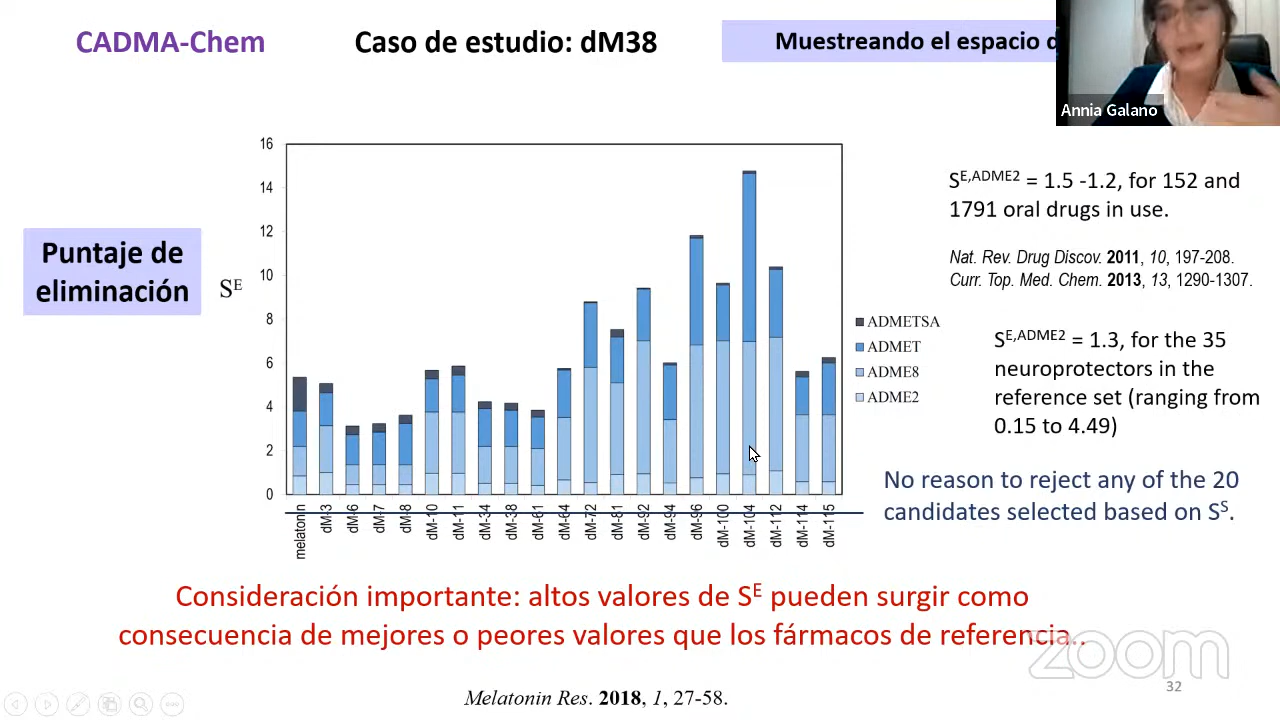 CADMA-Chem
Caso de estudio: dM38
Muestreando el espacio d
Annia Galano
Puntaje de
eliminación
S^E
16
14
12
10
8
6
4
2
0
melatonin
dM-3
dM-6
dM-7
dM-8
dM-10
dM-11
dM-34
dM-38
dM-61
dM-64
dM-72
dM-81
dM-92
dM-94
dM-96
dM-100
dM-104
dM-112
dM-114
dM-115
ADMETSA
ADMET
ADME8
ADME2
S^E,ADME2 = 1.5 -1.2, for 152 and
1791 oral drugs in use.
Nat. Rev. Drug Discov. 2011, 10, 197-208.
Curr. Top. Med. Chem. 2013, 13, 1290-1307.
S^E,ADME2 = 1.3, for the 35
neuroprotectors in the
reference set (ranging from
0.15 to 4.49)
No reason to reject any of the 20
candidates selected based on S^S.
Consideración importante: altos valores de S^E pueden surgir como
consecuencia de mejores o peores valores que los fármacos de referencia..
zoom
32
Melatonin Res. 2018, 1, 27-58.